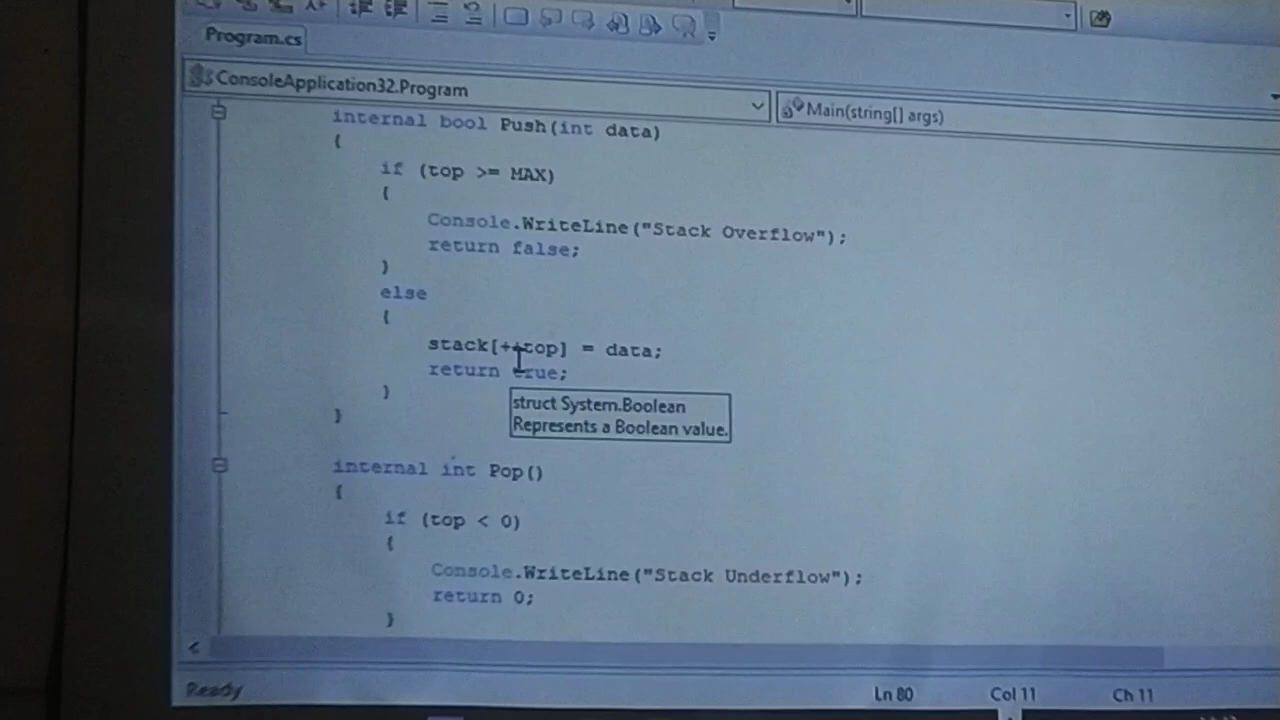 Program.cs
ConsoleApplication32.Program
Main(string[] args)
internal bool Push(int data)
{
if (top >= MAX)
{
Console.WriteLine("Stack Overflow");
return false;
}
else
{
stack[++top] = data;
return true;
}
}
struct System.Boolean
Represents a Boolean value.
internal int Pop()
{
if (top < 0)
{
Console.WriteLine("Stack Underflow");
return 0;
}
Ready
Ln 80
Col 11
Ch 11